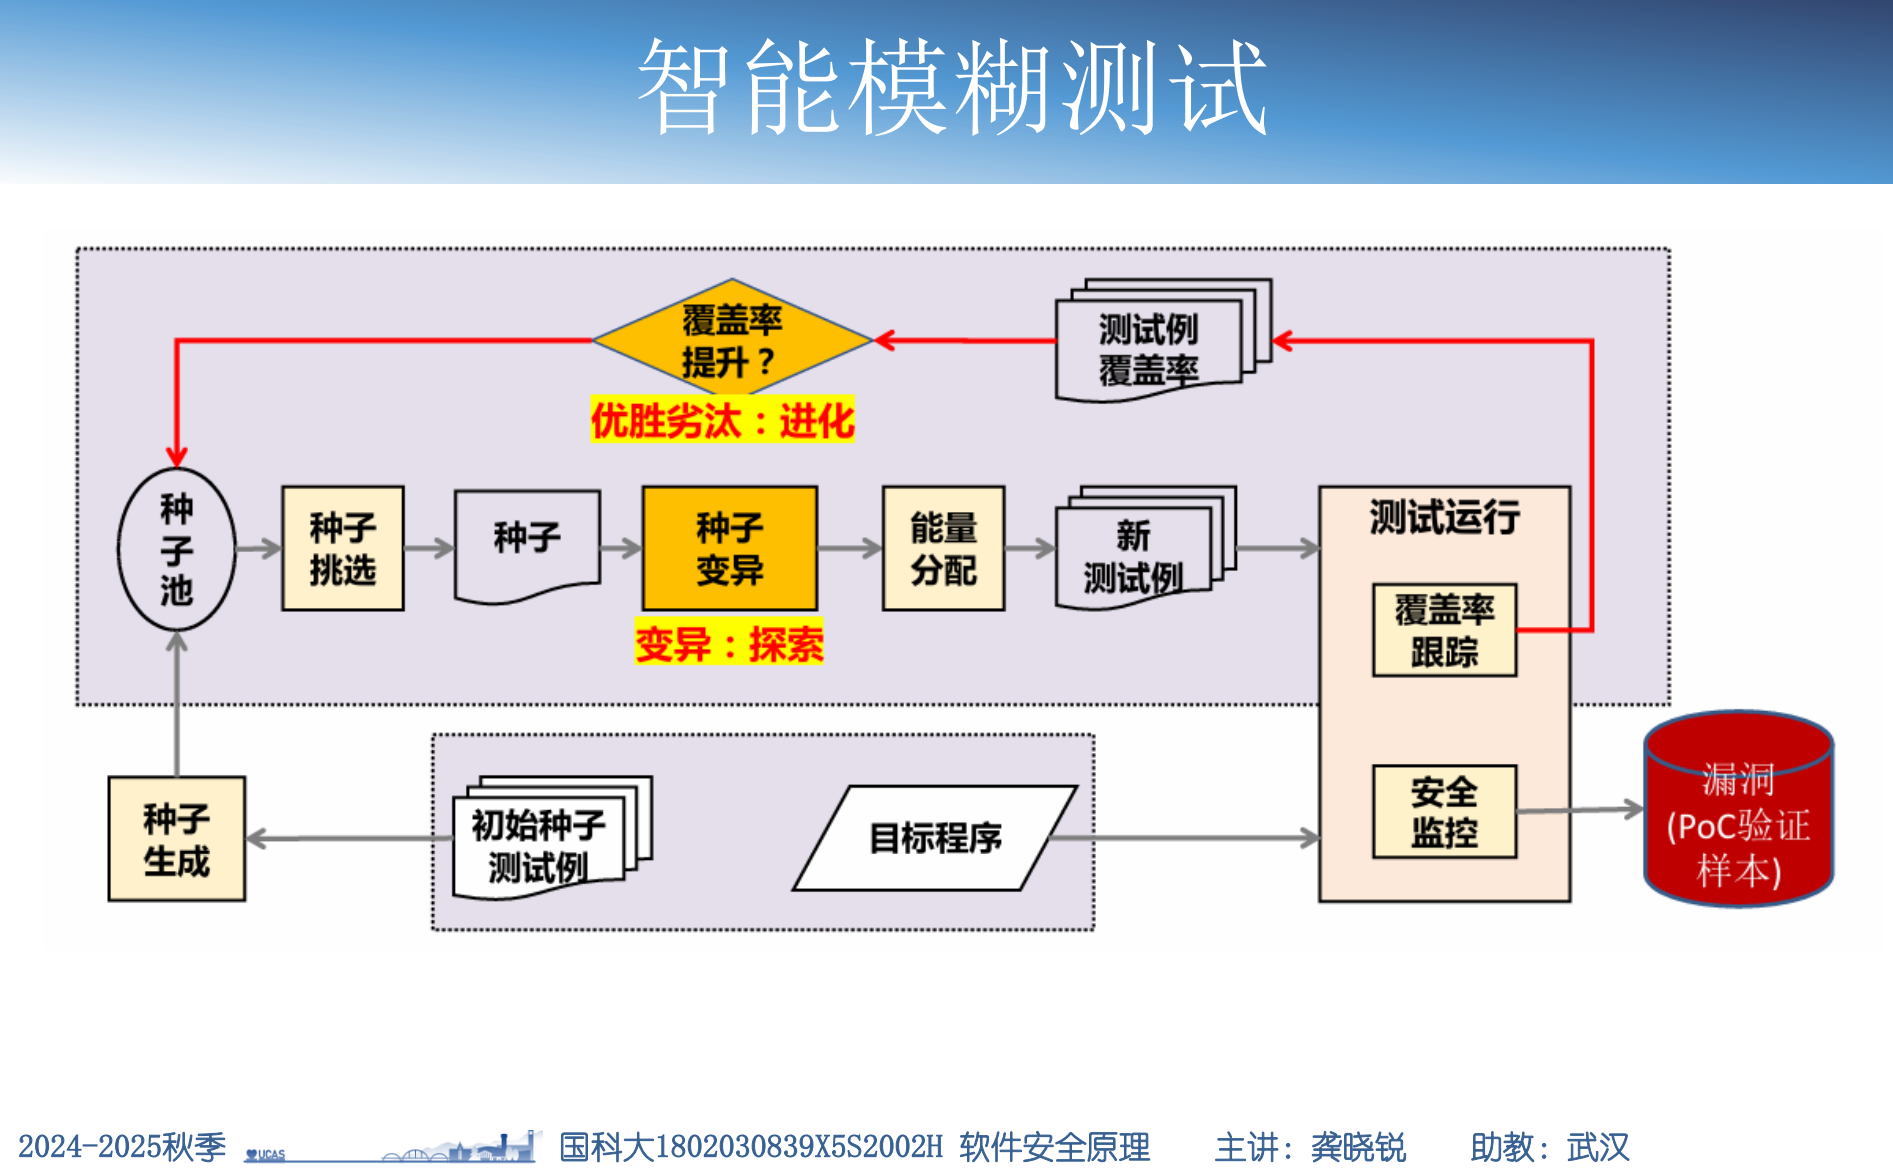 智能模糊测试
覆盖率
提升？
测试例
覆盖率
优胜劣汰：进化
种
子
池
种子
挑选
种子
种子
变异
能量
分配
新
测试例
测试运行
覆盖率
跟踪
变异：探索
种子
生成
初始种子
测试例
目标程序
安全
监控
漏洞
(PoC验证
样本)
2024-2025秋季
UCAS
国科大1802030839X5S2002H 软件安全原理
主讲：龚晓锐
助教：武汉